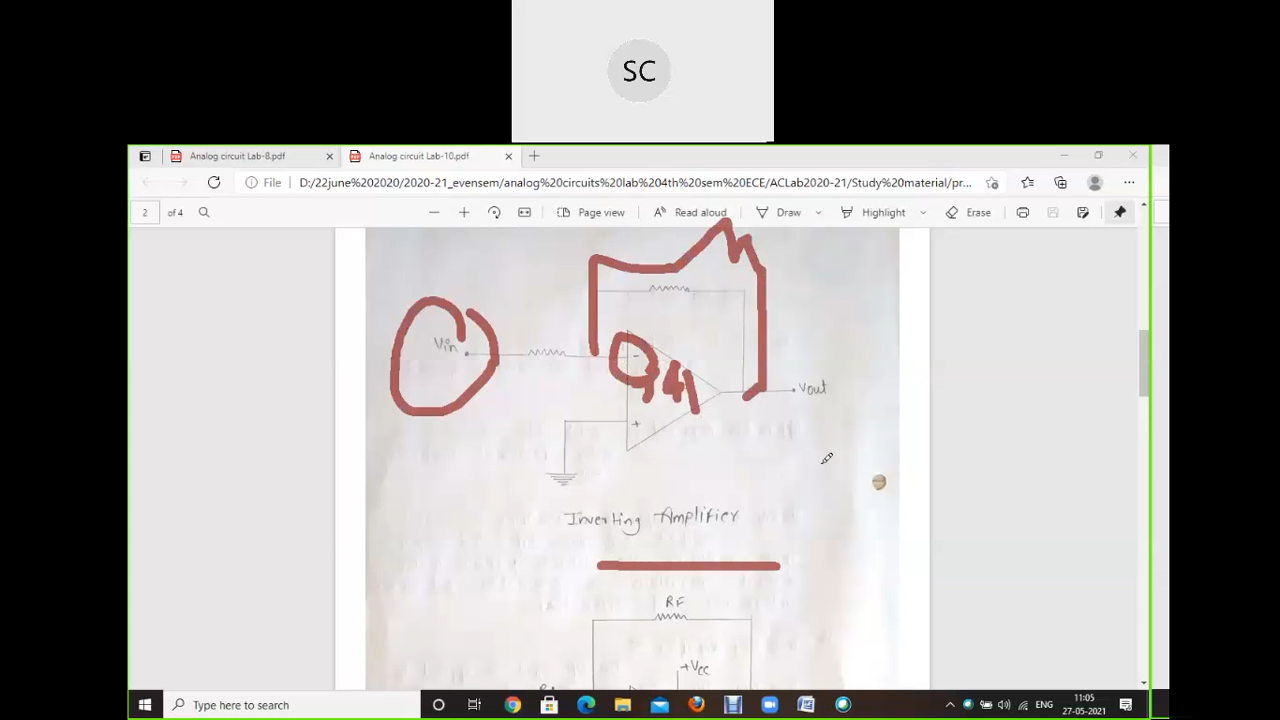 SC
Analog circuit Lab-8.pdf
Analog circuit Lab-10.pdf
File D:/22june%202020/2020-21_evensem/analog%20circuits%20lab%204th%20sem%20ECE/ACLab2020-21/Study%20material/pr...
2 of 4
Page view
Read aloud
Draw
Highlight
Erase
Vin
-
741
+
Vout
Inverting Amplifier
RF
+Vcc
Type here to search
ENG
11:05
27-05-2021